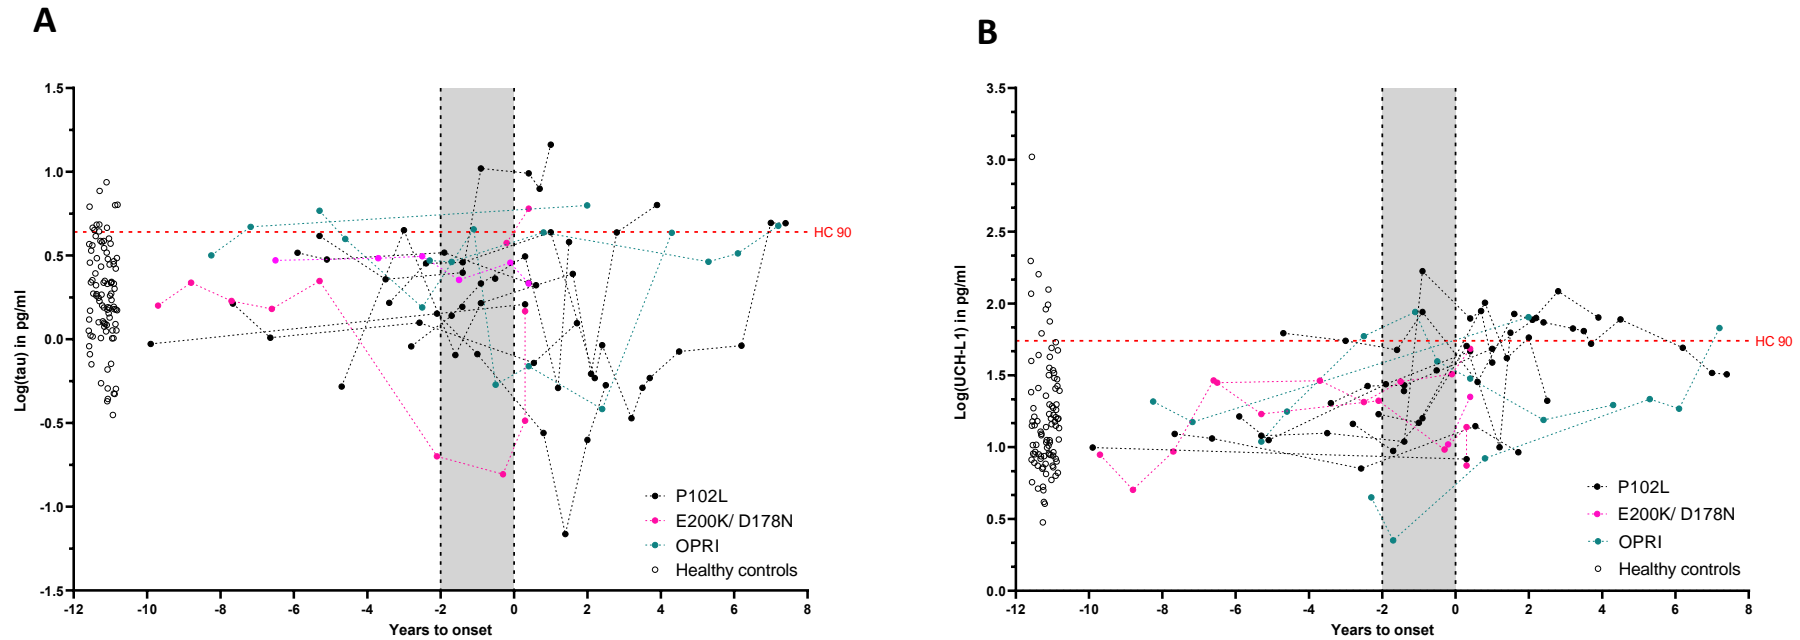 A
B
Log(tau) in pg/ml
1.5
1.0
0.5
0.0
-0.5
-1.0
-1.5
HC 90
P102L
E200K/ D178N
OPRI
Healthy controls
-12 -10 -8 -6 -4 -2 0 2 4 6 8
Years to onset
Log(UCH-L1) in pg/ml
3.5
3.0
2.5
2.0
1.5
1.0
0.5
0.0
HC 90
P102L
E200K/ D178N
OPRI
Healthy controls
-12 -10 -8 -6 -4 -2 0 2 4 6 8
Years to onset